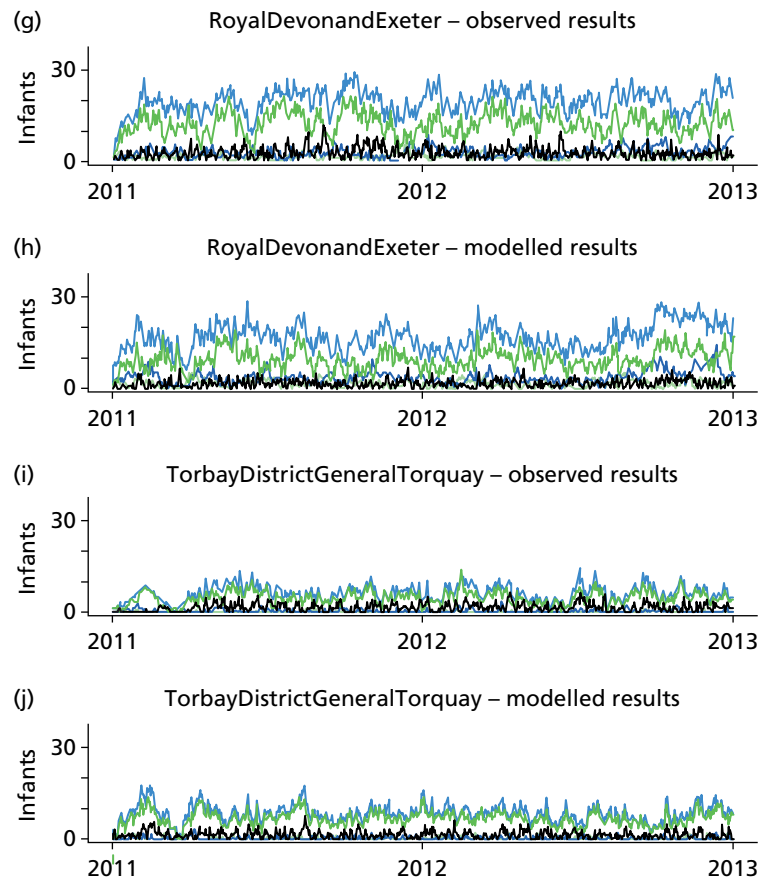 (g) RoyalDevonandExeter – observed results
30
Infants
0
2011 2012 2013
(h) RoyalDevonandExeter – modelled results
30
Infants
0
2011 2012 2013
(i) TorbayDistrictGeneralTorquay – observed results
30
Infants
0
2011 2012 2013
(j) TorbayDistrictGeneralTorquay – modelled results
30
Infants
0
2011 2012 2013